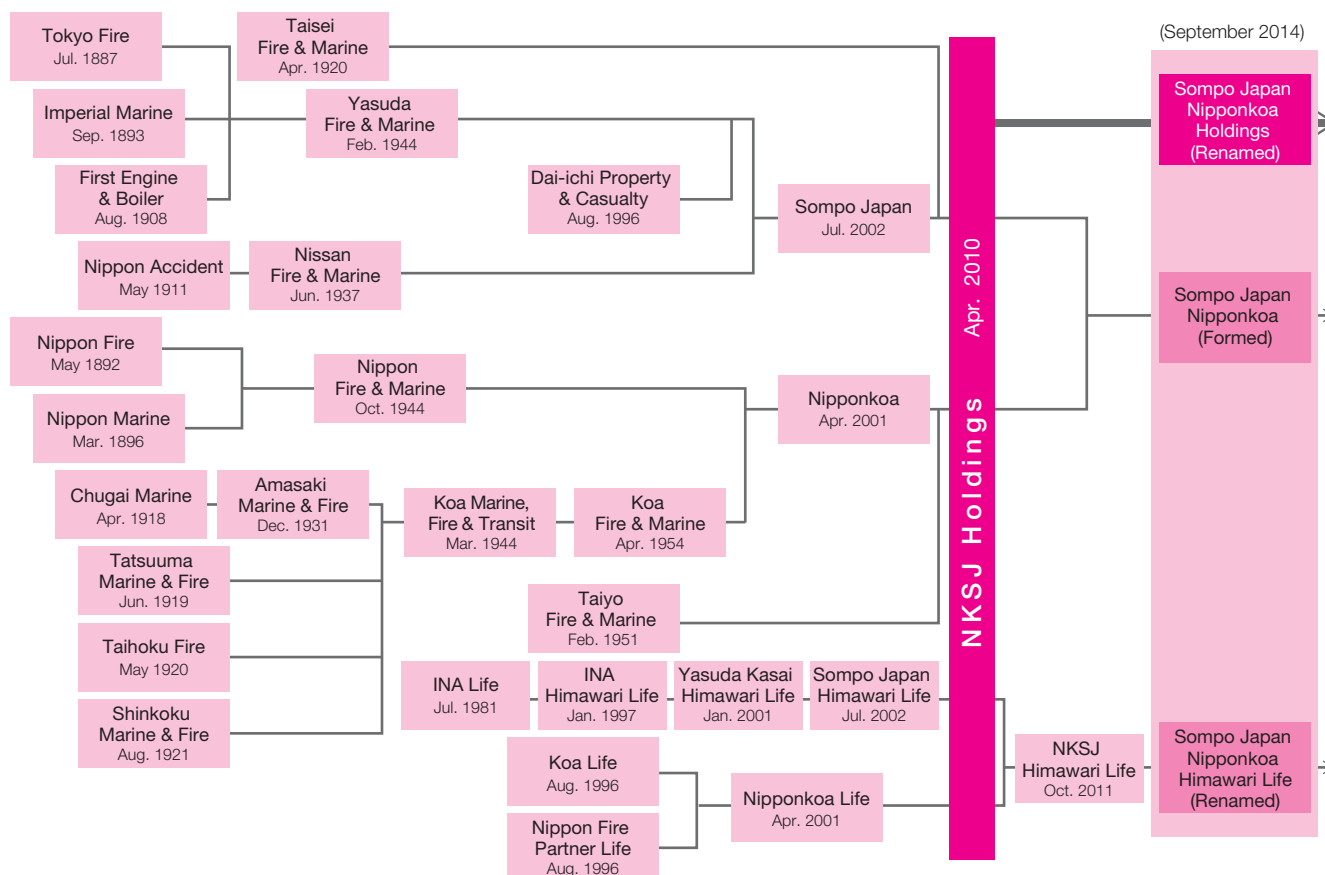 Tokyo Fire
Jul. 1887
Taisei
Fire & Marine
Apr. 1920
Imperial Marine
Sep. 1893
Yasuda
Fire & Marine
Feb. 1944
First Engine
& Boiler
Aug. 1908
Dai-ichi Property
& Casualty
Aug. 1996
Sompo Japan
Jul. 2002
Nippon Accident
May 1911
Nissan
Fire & Marine
Jun. 1937
Nippon Fire
May 1892
Nippon
Fire & Marine
Oct. 1944
Nippon Marine
Mar. 1896
Nipponkoa
Apr. 2001
Chugai Marine
Apr. 1918
Amasaki
Marine & Fire
Dec. 1931
Koa Marine,
Fire & Transit
Mar. 1944
Koa
Fire & Marine
Apr. 1954
Tatsuuma
Marine & Fire
Jun. 1919
Taiyo
Fire & Marine
Feb. 1951
Taihoku Fire
May 1920
Shinkoku
Marine & Fire
Aug. 1921
INA Life
Jul. 1981
INA
Himawari Life
Jan. 1997
Yasuda Kasai
Himawari Life
Jan. 2001
Sompo Japan
Himawari Life
Jul. 2002
Koa Life
Aug. 1996
Nippon Fire
Partner Life
Aug. 1996
Nipponkoa Life
Apr. 2001
NKSJ Holdings Apr. 2010
NKSJ
Himawari Life
Oct. 2011
(September 2014)
Sompo Japan
Nipponkoa
Holdings
(Renamed)
Sompo Japan
Nipponkoa
(Formed)
Sompo Japan
Nipponkoa
Himawari Life
(Renamed)